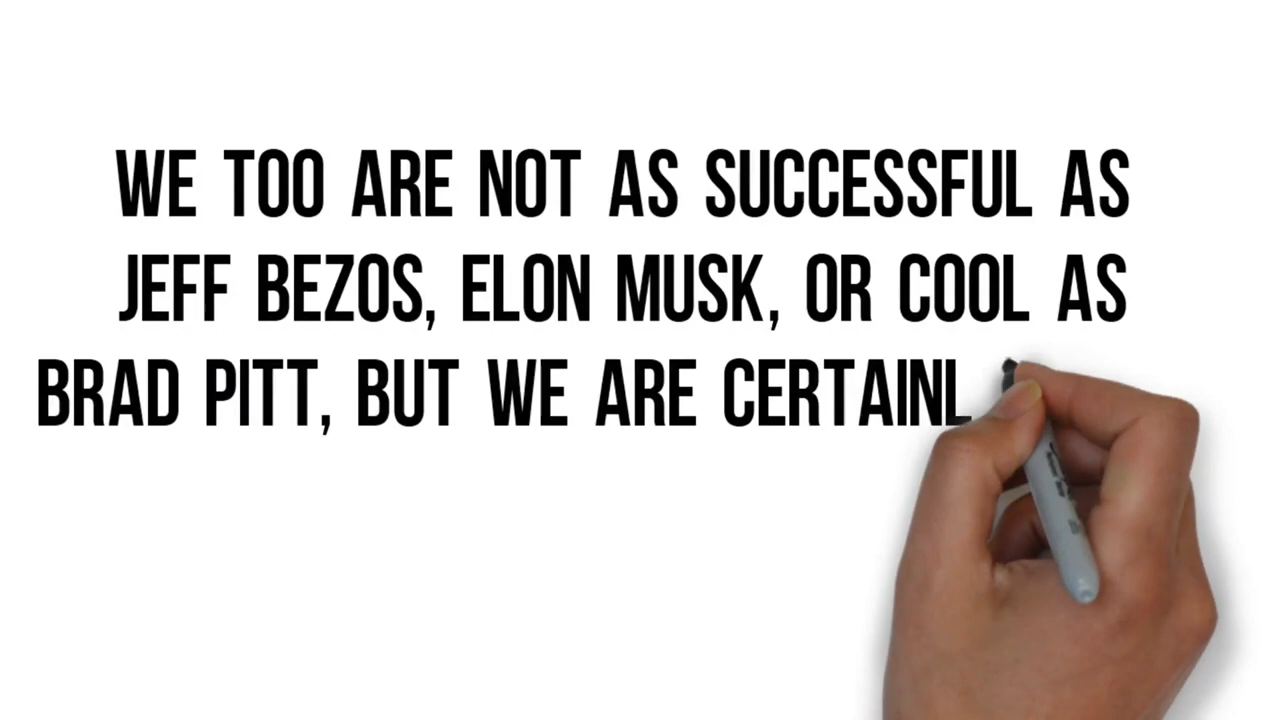 WE TOO ARE NOT AS SUCCESSFUL AS
JEFF BEZOS, ELON MUSK, OR COOL AS
BRAD PITT, BUT WE ARE CERTAINL